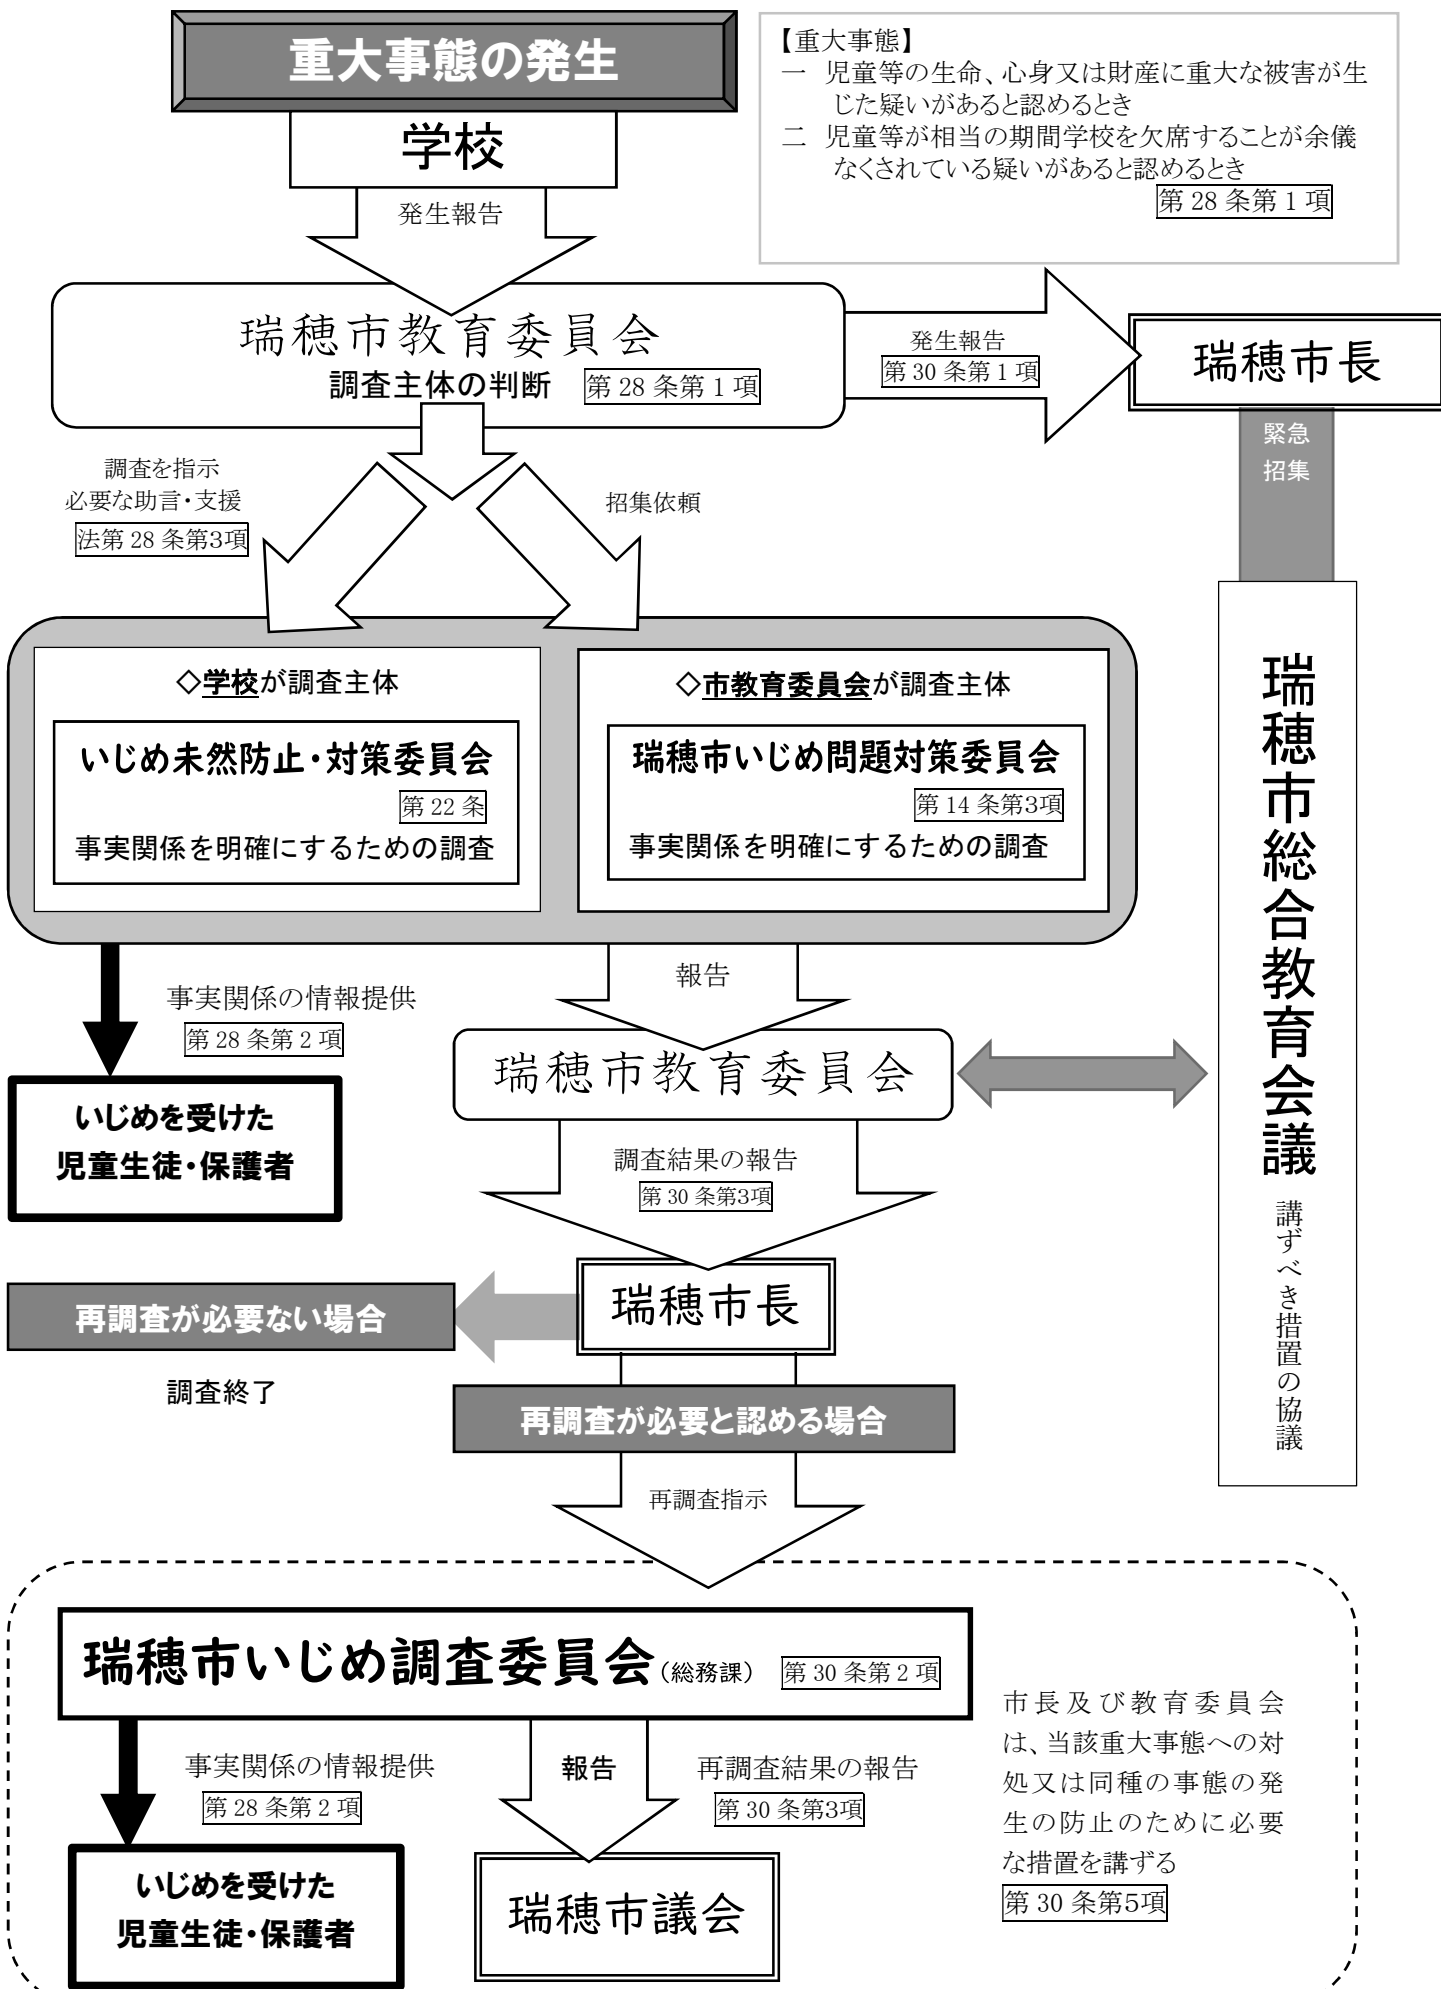 重大事態の発生
【重大事態】
一 児童等の生命、心身又は財産に重大な被害が生
じた疑いがあると認めるとき
二 児童等が相当の期間学校を欠席することが余儀
なくされている疑いがあると認めるとき
第 28 条第 1 項
学校
発生報告
瑞穂市教育委員会
調査主体の判断 第 28 条第 1 項
発生報告
第 30 条第 1 項
瑞穂市長
緊急
招集
調査を指示
必要な助言・支援
法第 28 条第3項
招集依頼
◇学校が調査主体
いじめ未然防止・対策委員会
第 22 条
事実関係を明確にするための調査
◇市教育委員会が調査主体
瑞穂市いじめ問題対策委員会
第 14 条第3項
事実関係を明確にするための調査
瑞穂市総合教育会議 講ずべき措置の協議
事実関係の情報提供
第 28 条第 2 項
報告
瑞穂市教育委員会
いじめを受けた
児童生徒・保護者
調査結果の報告
第 30 条第3項
瑞穂市長
再調査が必要ない場合
調査終了
再調査が必要と認める場合
再調査指示
瑞穂市いじめ調査委員会(総務課) 第 30 条第 2 項
事実関係の情報提供
第 28 条第 2 項
報告
再調査結果の報告
第 30 条第3項
いじめを受けた
児童生徒・保護者
瑞穂市議会
市長及び教育委員会
は、当該重大事態への対
処又は同種の事態の発
生の防止のために必要
な措置を講ずる
第 30 条第5項